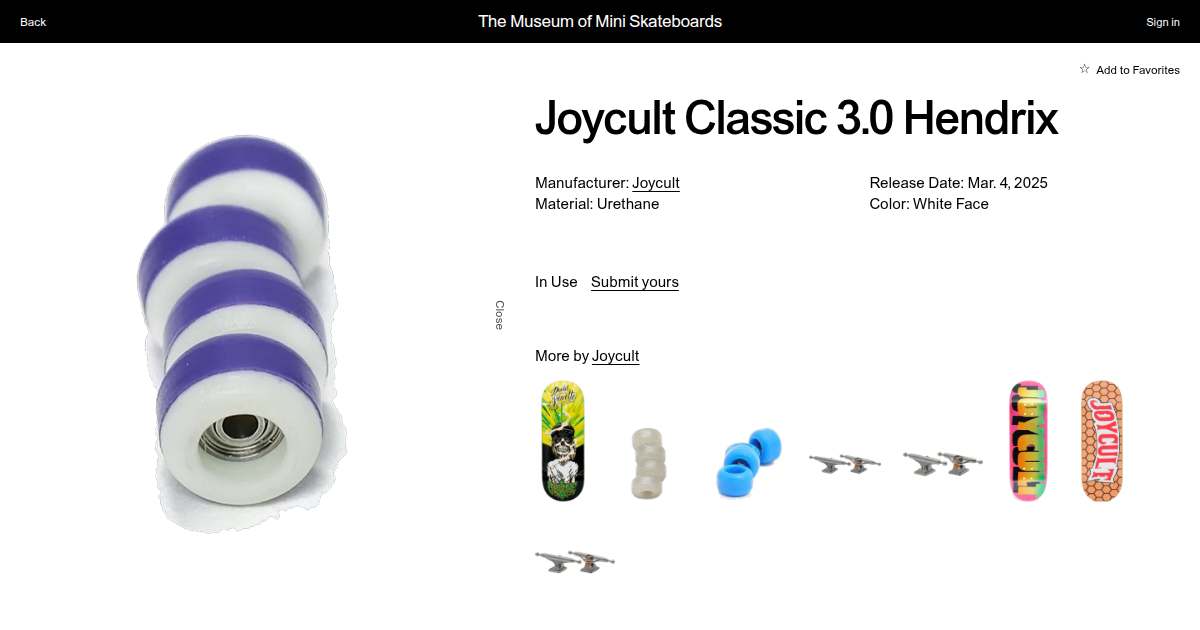 Back
The Museum of Mini Skateboards
Sign in
☆ Add to Favorites
Joycult Classic 3.0 Hendrix
Manufacturer: Joycult
Release Date: Mar. 4, 2025
Material: Urethane
Color: White Face
In Use Submit yours
Close
More by Joycult
JOYCULT
JOYCULT